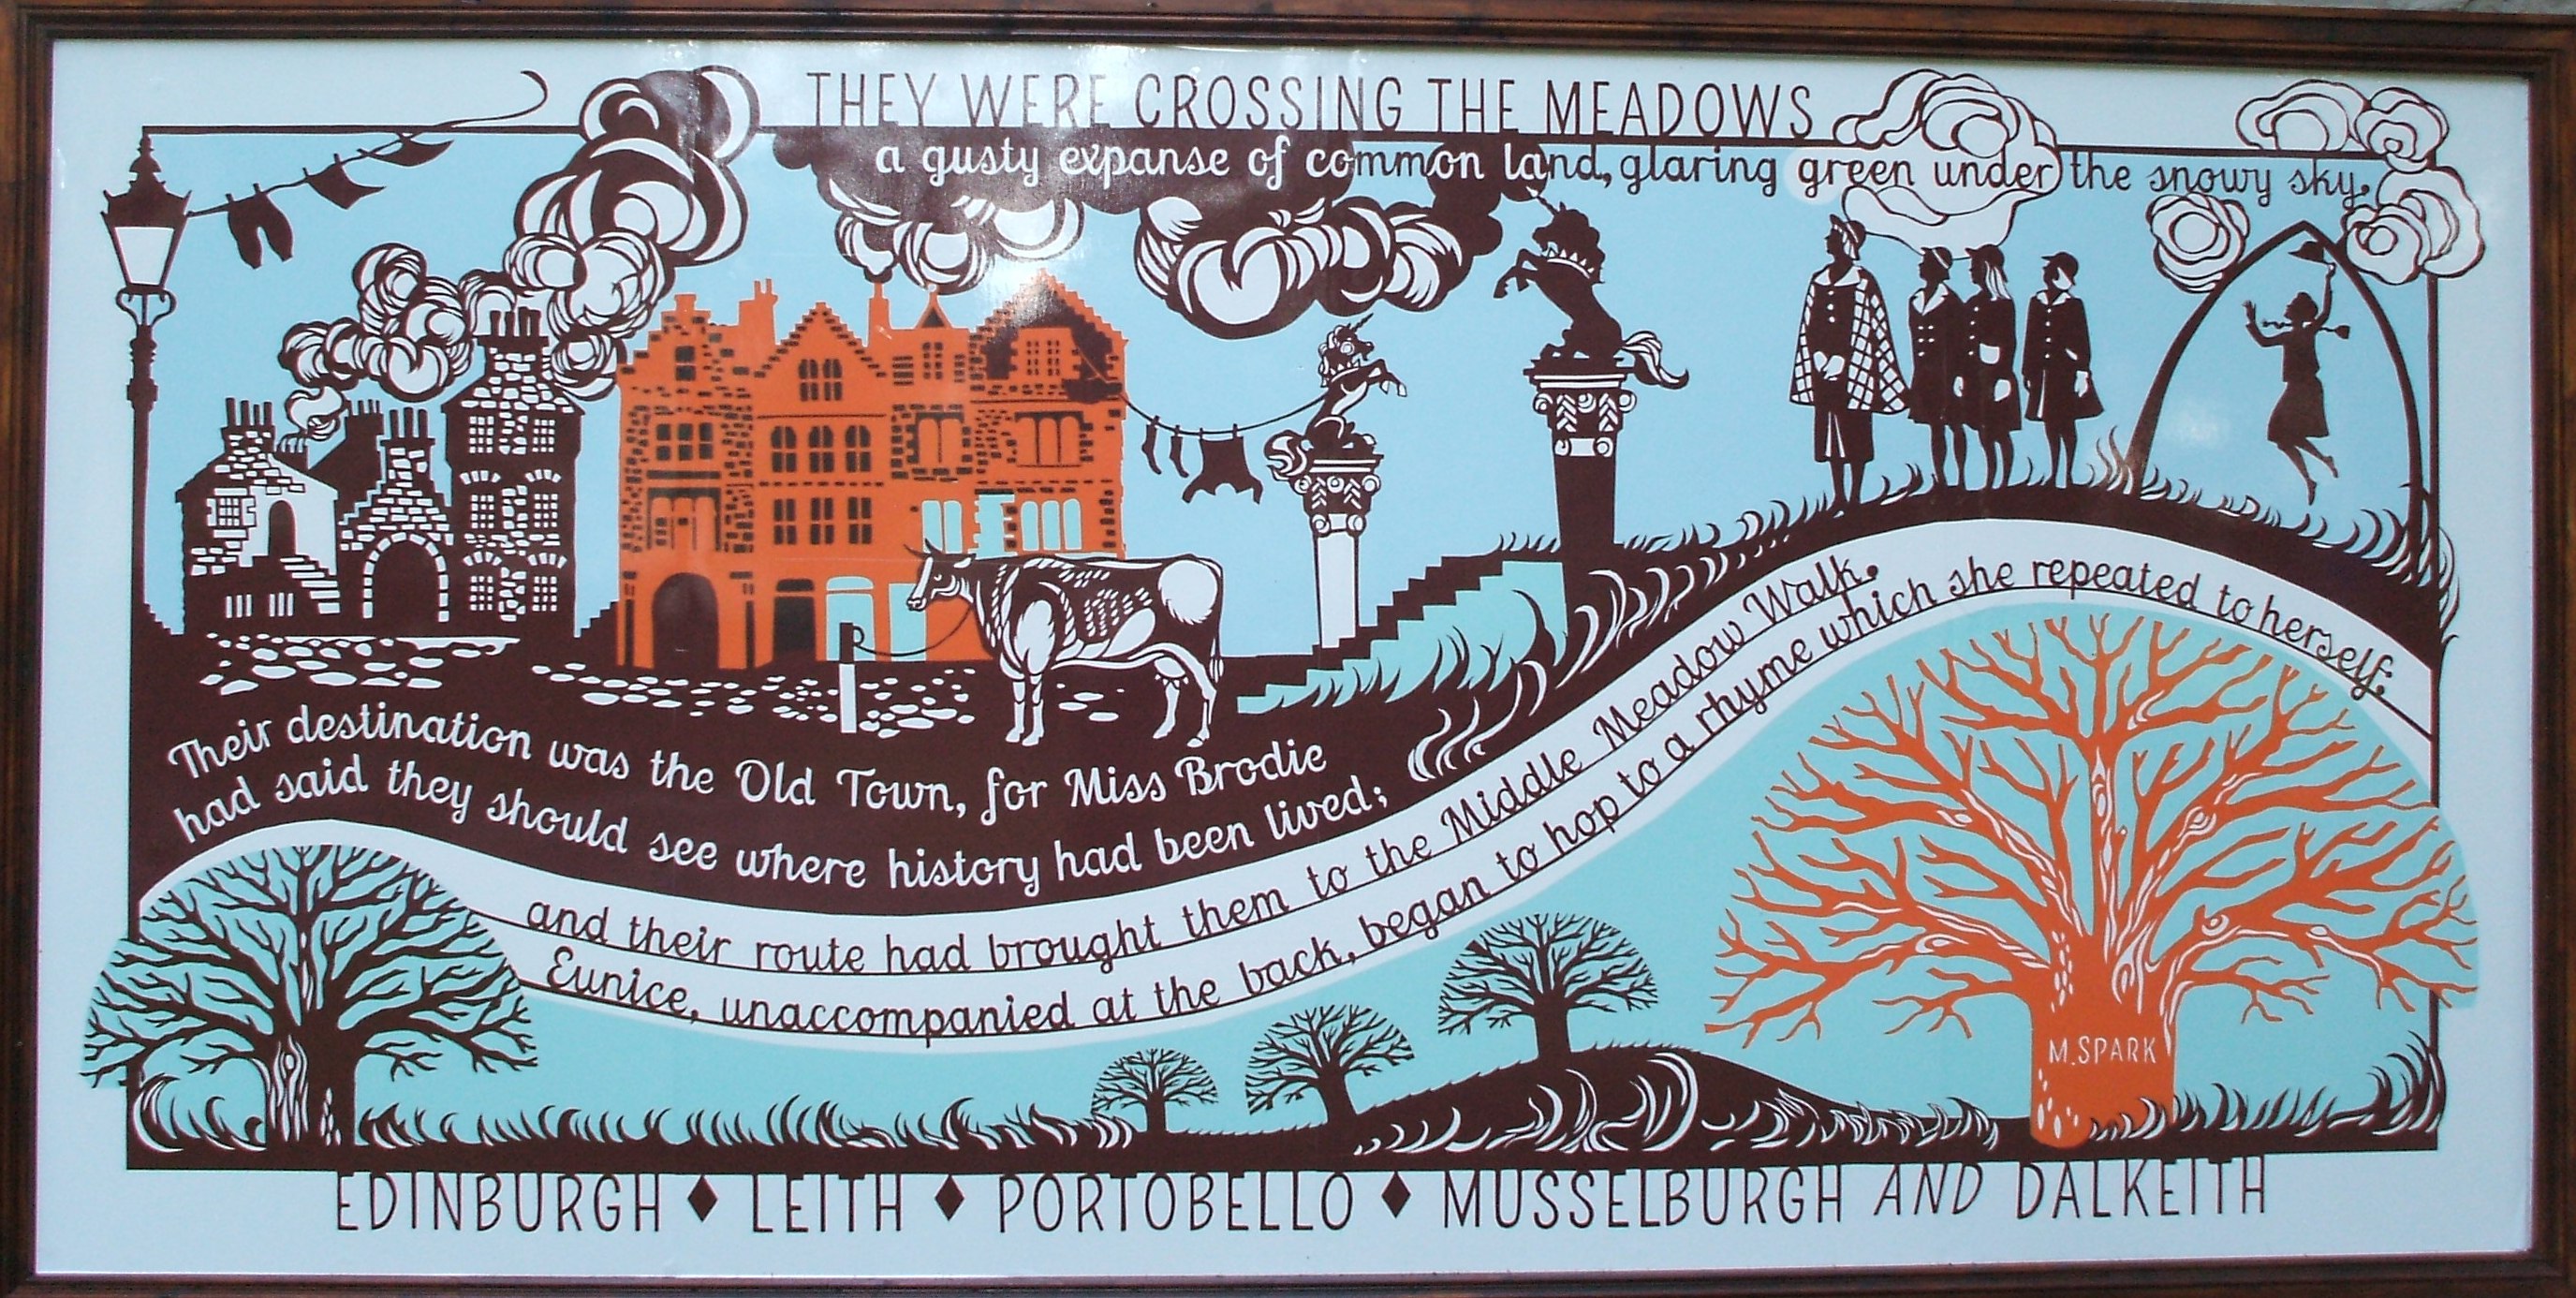 THEY WERE CROSSING THE MEADOWS
a gusty expanse of common land, glaring green under the snowy sky.
Their destination was the Old Town, for Miss Brodie
had said they should see where history had been lived;
and their route had brought them to the Middle Meadow Walk.
Eunice, unaccompanied at the back, began to hop to a rhyme which she repeated to herself.
M.SPARK
EDINBURGH ♦ LEITH ♦ PORTOBELLO ♦ MUSSELBURGH AND DALKEITH